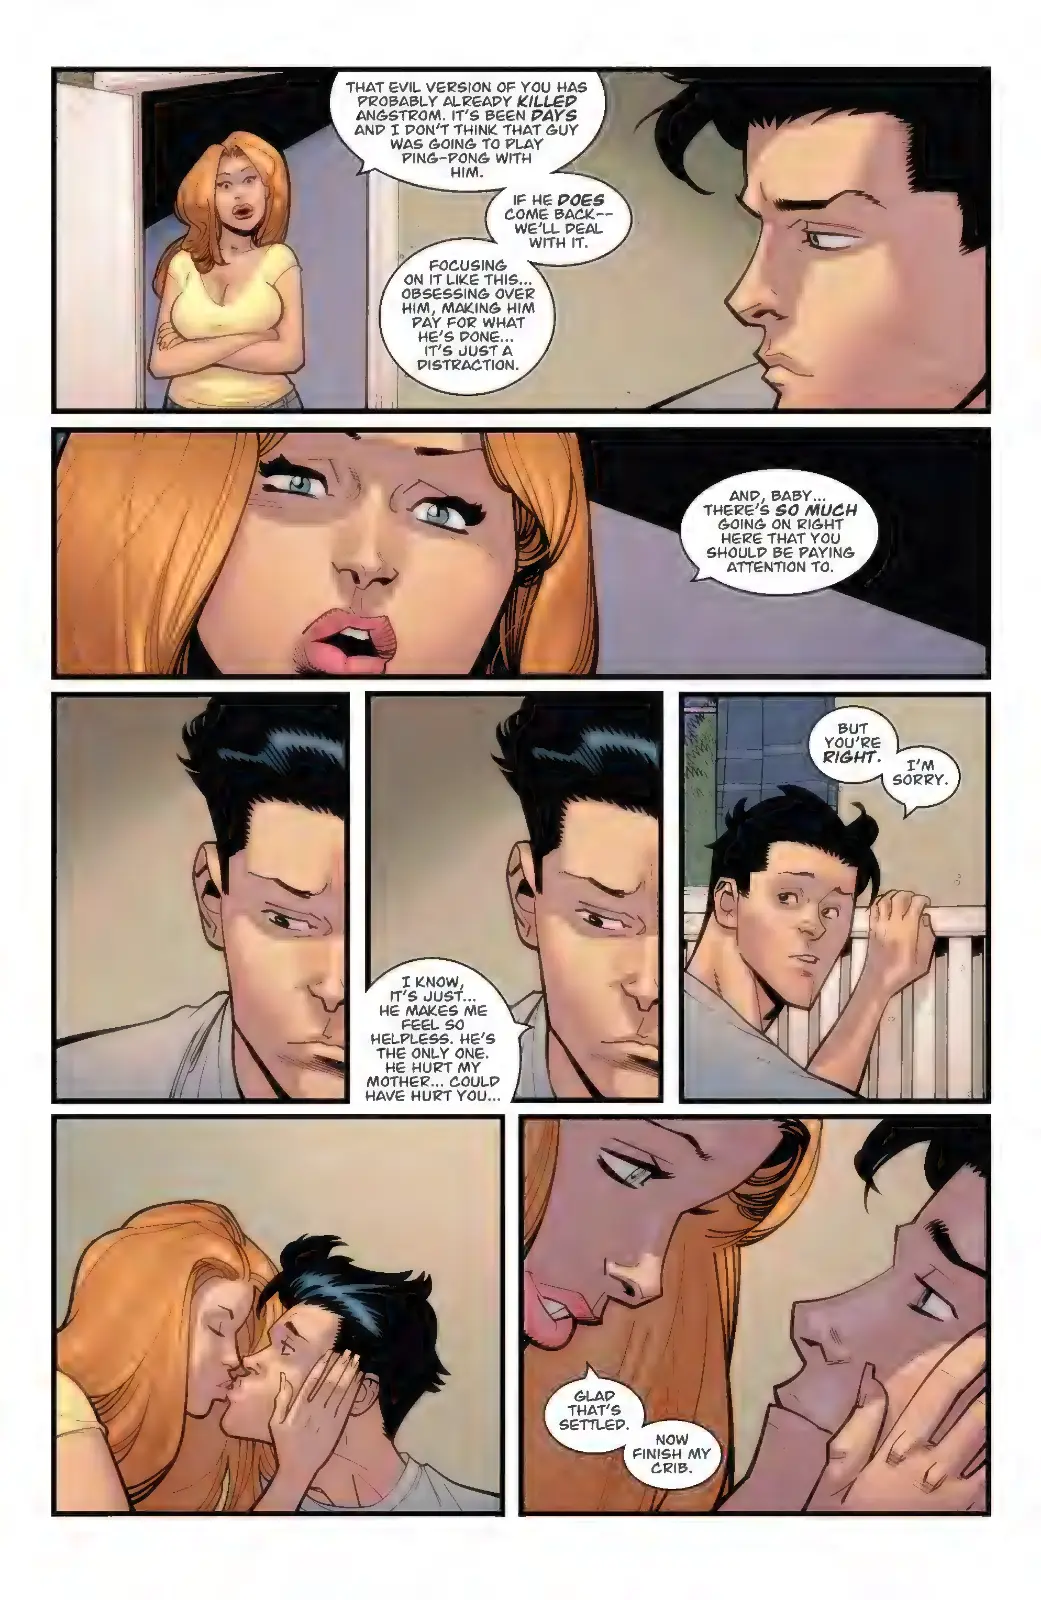 THAT EVIL VERSION OF YOU HAS
PROBABLY ALREADY KILLED
ANGSTROM. IT'S BEEN DAYS
AND I DON'T THINK THAT GUY
WAS GOING TO PLAY
PING-PONG WITH
HIM.
IF HE DOES
COME BACK--
WE'LL DEAL
WITH IT.
FOCUSING
ON IT LIKE THIS...
OBSESSING OVER
HIM, MAKING HIM
PAY FOR WHAT
HE'S DONE...
IT'S JUST A
DISTRACTION.
AND, BABY...
THERE'S SO MUCH
GOING ON RIGHT
HERE THAT YOU
SHOULD BE PAYING
ATTENTION TO.
I KNOW,
IT'S JUST...
HE MAKES ME
FEEL SO
HELPLESS. HE'S
THE ONLY ONE.
HE HURT MY
MOTHER... COULD
HAVE HURT YOU...
BUT
YOU'RE
RIGHT.
I'M
SORRY.
GLAD
THAT'S
SETTLED.
NOW
FINISH MY
CRIB.